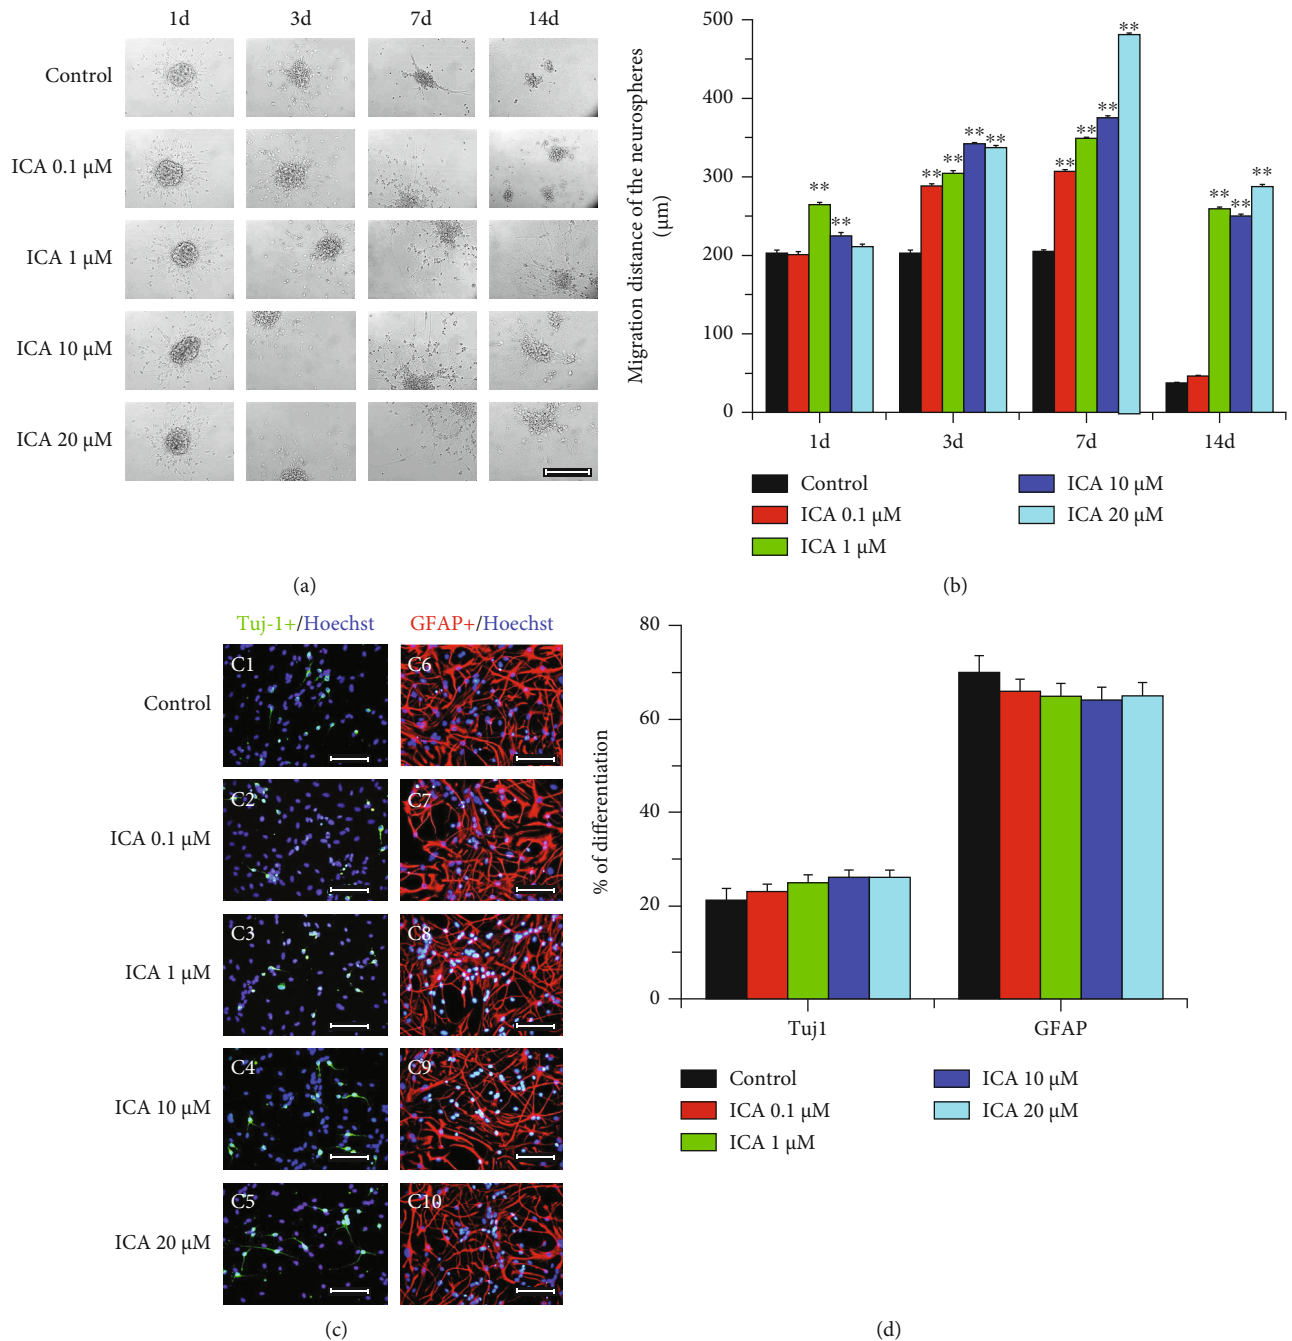 1d 3d 7d 14d
Control
ICA 0.1 μM
ICA 1 μM
ICA 10 μM
ICA 20 μM
(a)
Migration distance of the neurospheres
(μm)
500
400
300
200
100
0
** ** ** ** ** ** ** ** ** ** ** ** **
1d 3d 7d 14d
Control
ICA 0.1 μM
ICA 1 μM
ICA 10 μM
ICA 20 μM
(b)
Tuj-1+/Hoechst GFAP+/Hoechst
Control C1 C6
ICA 0.1 μM C2 C7
ICA 1 μM C3 C8
ICA 10 μM C4 C9
ICA 20 μM C5 C10
(c)
% of differentiation
80
60
40
20
0
Tuj1 GFAP
Control
ICA 0.1 μM
ICA 1 μM
ICA 10 μM
ICA 20 μM
(d)